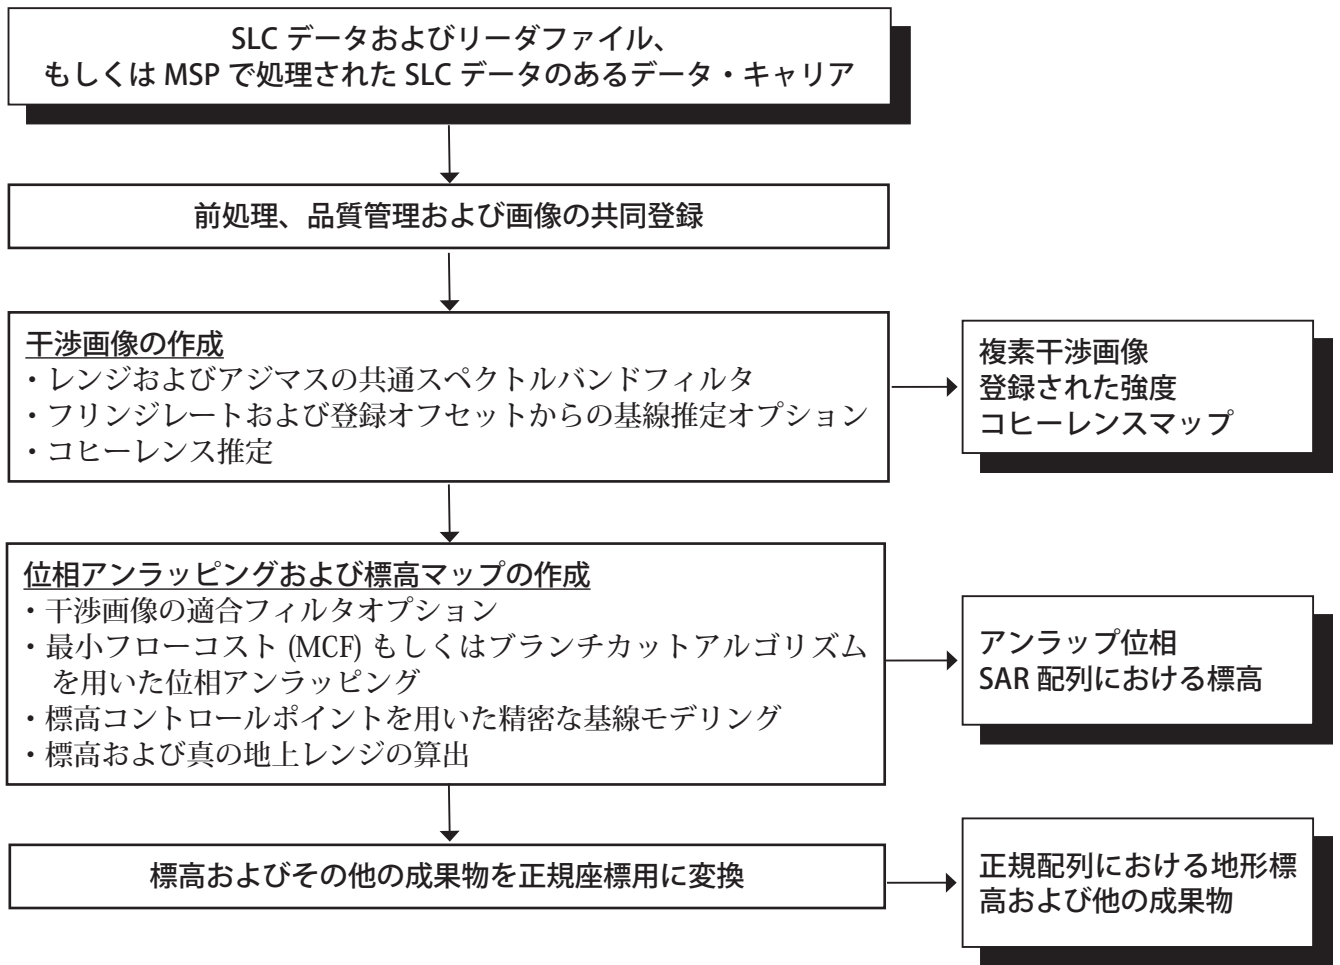 SLC データおよびリーダファイル、
もしくは MSP で処理された SLC データのあるデータ・キャリア
前処理、品質管理および画像の共同登録
干渉画像の作成
・レンジおよびアジマスの共通スペクトルバンドフィルタ
・フリンジレートおよび登録オフセットからの基線推定オプション
・コヒーレンス推定
複素干渉画像
登録された強度
コヒーレンスマップ
位相アンラッピングおよび標高マップの作成
・干渉画像の適合フィルタオプション
・最小フローコスト (MCF) もしくはブランチカットアルゴリズム
を用いた位相アンラッピング
・標高コントロールポイントを用いた精密な基線モデリング
・標高および真の地上レンジの算出
アンラップ位相
SAR 配列における標高
標高およびその他の成果物を正規座標用に変換
正規配列における地形標
高および他の成果物